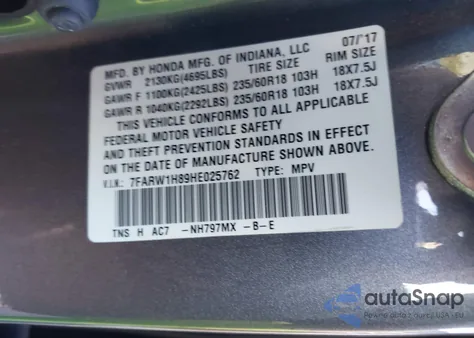 MFD. BY HONDA MFG. OF INDIANA, LLC 07/'17
GVWR 2130KG(4695LBS) TIRE SIZE RIM SIZE
GAWR F 1100KG(2425LBS) 235/60R18 103H 18X7.5J
GAWR R 1040KG(2292LBS) 235/60R18 103H 18X7.5J
THIS VEHICLE CONFORMS TO ALL APPLICABLE
FEDERAL MOTOR VEHICLE SAFETY
AND THEFT PREVENTION STANDARDS IN EFFECT
ON THE DATE OF MANUFACTURE SHOWN ABOVE.
V.I.N.: 7FARW1H89HE025762 TYPE: MPV
TNS H AC7 -NH797MX -B-E
autoSnap